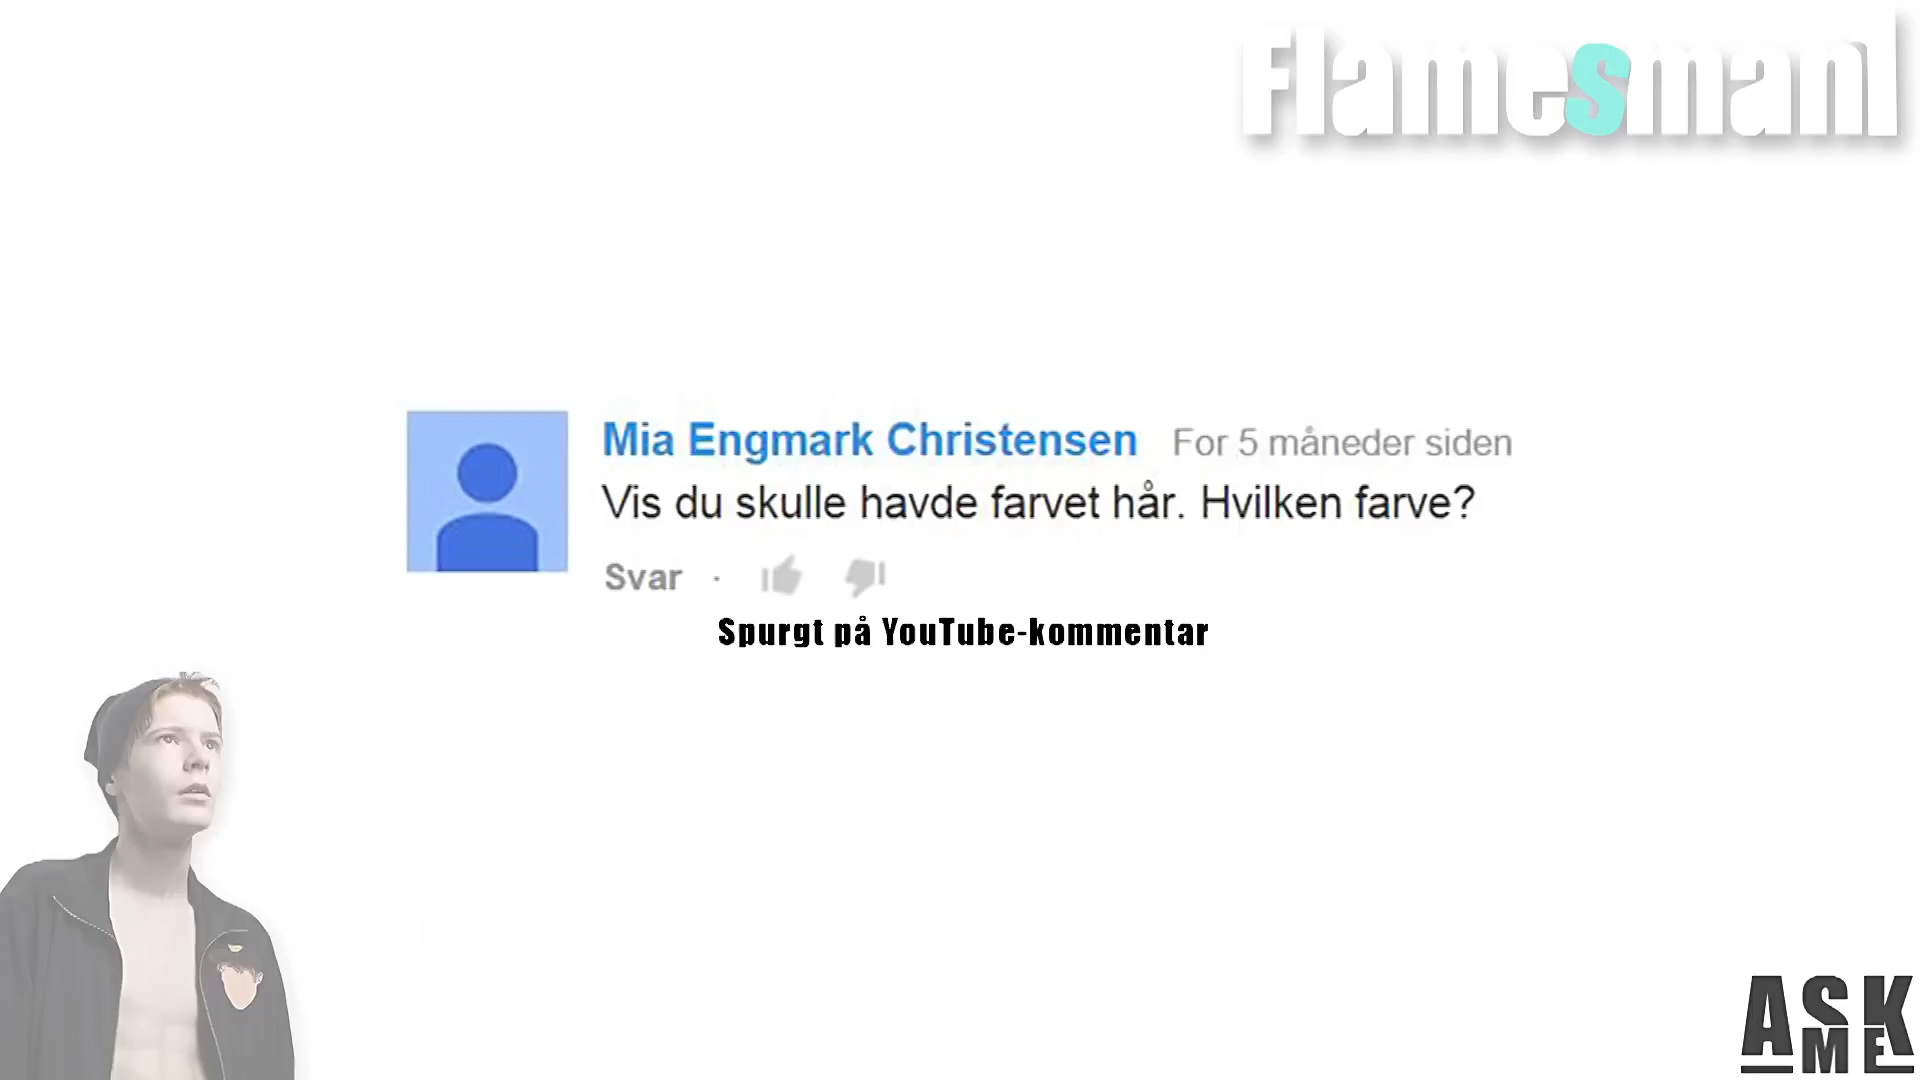 Flamesman1
Mia Engmark Christensen For 5 måneder siden
Vis du skulle havde farvet hår. Hvilken farve?
Svar ·
Spurgt på YouTube-kommentar
ASK
ME